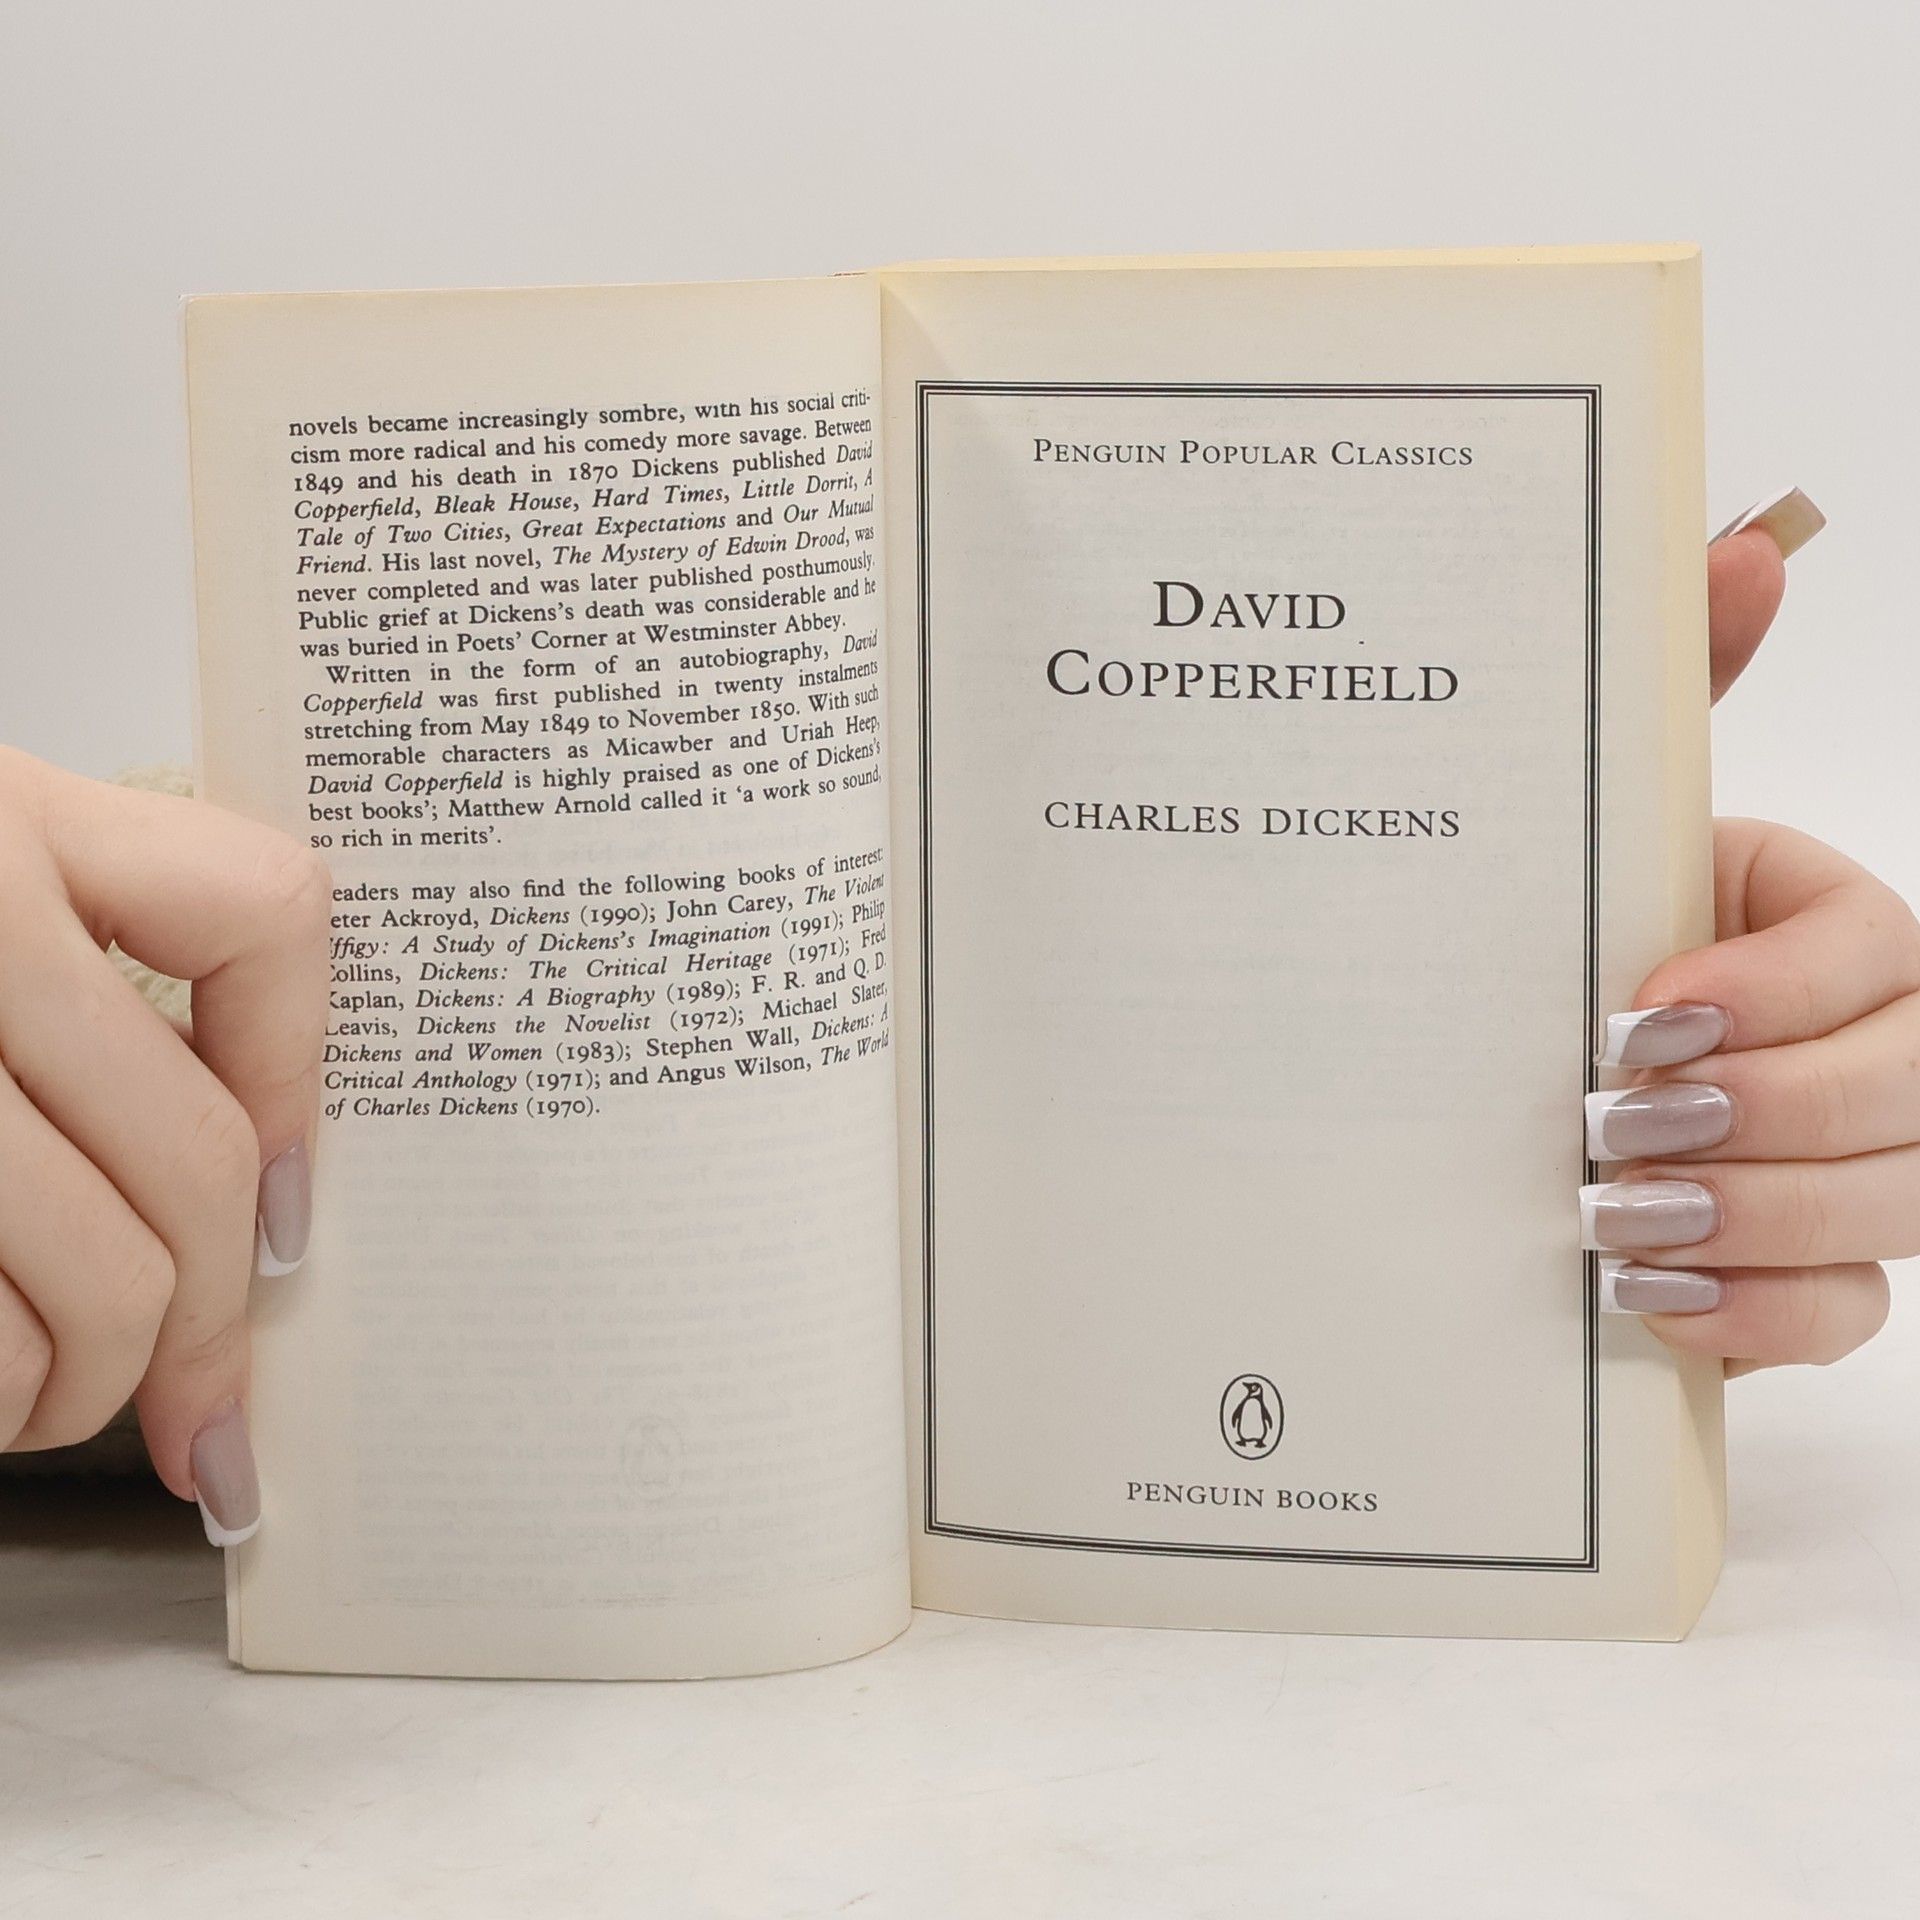 novels became increasingly sombre, with his social criti-
cism more radical and his comedy more savage. Between
1849 and his death in 1870 Dickens published David
Copperfield, Bleak House, Hard Times, Little Dorrit, A
Tale of Two Cities, Great Expectations and Our Mutual
Friend. His last novel, The Mystery of Edwin Drood, was
never completed and was later published posthumously.
Public grief at Dickens's death was considerable and he
was buried in Poets' Corner at Westminster Abbey.
Written in the form of an autobiography, David
Copperfield was first published in twenty instalments
stretching from May 1849 to November 1850. With such
memorable characters as Micawber and Uriah Heep,
David Copperfield is highly praised as one of Dickens's
best books'; Matthew Arnold called it 'a work so sound,
so rich in merits'.
eaders may also find the following books of interest:
eter Ackroyd, Dickens (1990); John Carey, The Violent
ffigy: A Study of Dickens's Imagination (1991); Philip
Collins, Dickens: The Critical Heritage (1971); Fred
Kaplan, Dickens: A Biography (1989); F. R. and Q. D.
Leavis, Dickens the Novelist (1972); Michael Slater,
Dickens and Women (1983); Stephen Wall, Dickens: A
Critical Anthology (1971); and Angus Wilson, The World
of Charles Dickens (1970).
PENGUIN POPULAR CLASSICS
DAVID
COPPERFIELD
CHARLES DICKENS
PENGUIN BOOKS